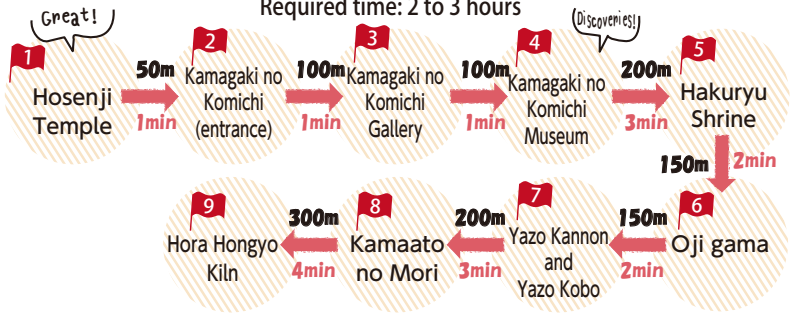 Required time: 2 to 3 hours
Great!
Discoveries!
1
Hosenji
Temple
50m
1min
2
Kamagaki no
Komichi
(entrance)
100m
1min
3
Kamagaki no
Komichi
Gallery
100m
1min
4
Kamagaki no
Komichi
Museum
200m
3min
5
Hakuryu
Shrine
150m
2min
6
Oji gama
150m
2min
7
Yazo Kannon
and
Yazo Kobo
200m
3min
8
Kamaato
no Mori
300m
4min
9
Hora Hongyo
Kiln